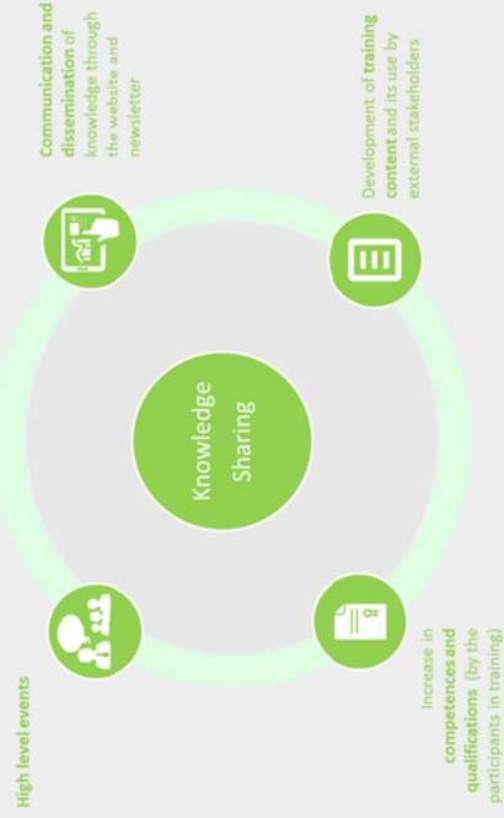 High level events
Communication and
dissemination of
knowledge through
the website and
newsletter
Knowledge
Sharing
Increase in
competences and
qualifications (by the
participants in training)
Development of training
content and its use by
external stakeholders